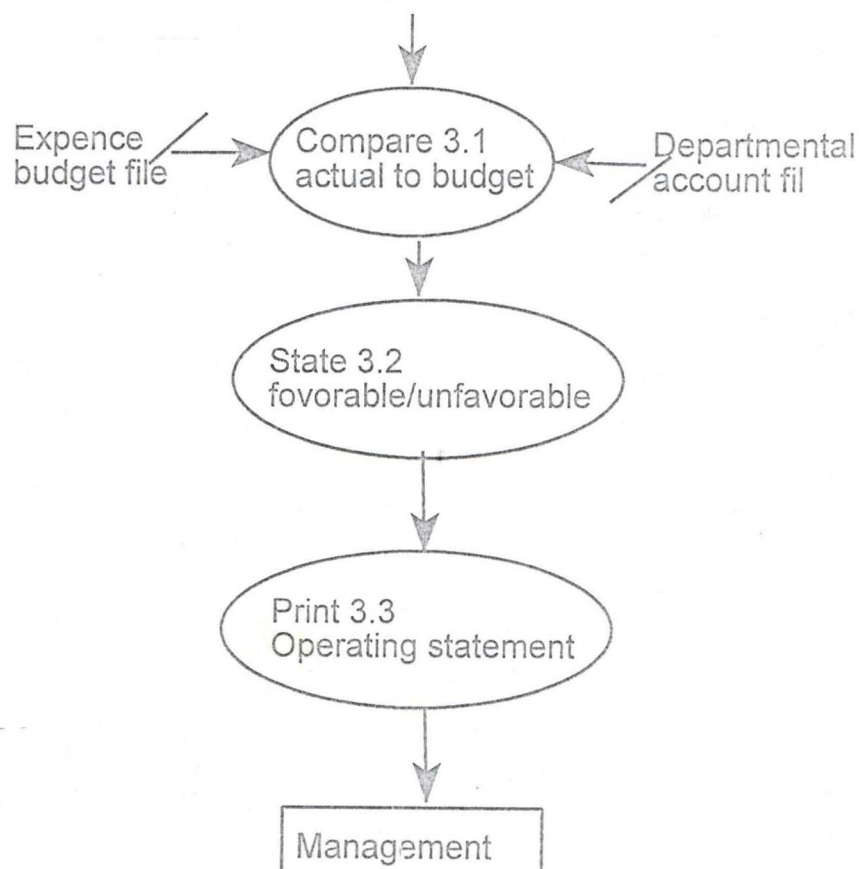 Expence
budget file
Compare 3.1
actual to budget
Departmental
account fil
State 3.2
fovorable/unfavorable
Print 3.3
Operating statement
Management